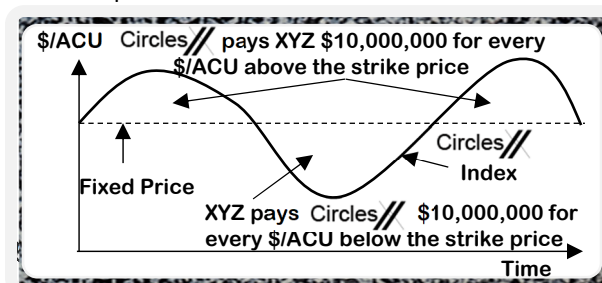 $/ACU Circles pays XYZ $10,000,000 for every
$/ACU above the strike price
Circles
Index
Fixed Price
XYZ pays Circles $10,000,000 for
every $/ACU below the strike price
Time